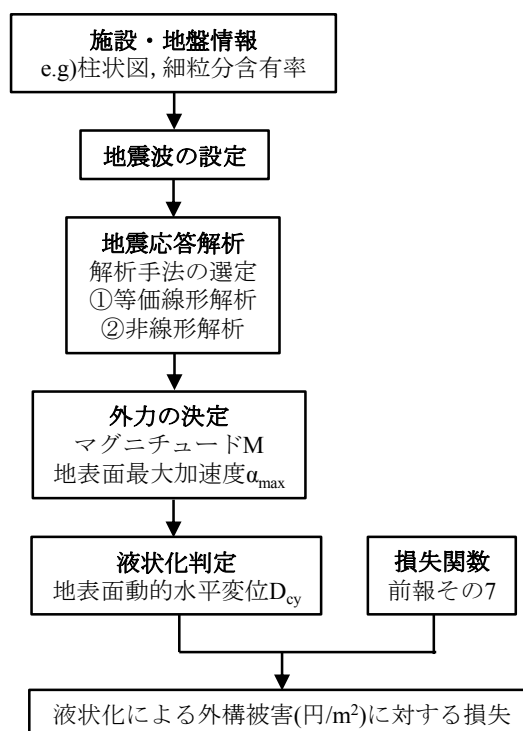 施設・地盤情報
e.g)柱状図, 細粒分含有率
地震波の設定
地震応答解析
解析手法の選定
①等価線形解析
②非線形解析
外力の決定
マグニチュードM
地表面最大加速度αmax
液状化判定
地表面動的水平変位Dcy
損失関数
前報その7
液状化による外構被害(円/m²)に対する損失